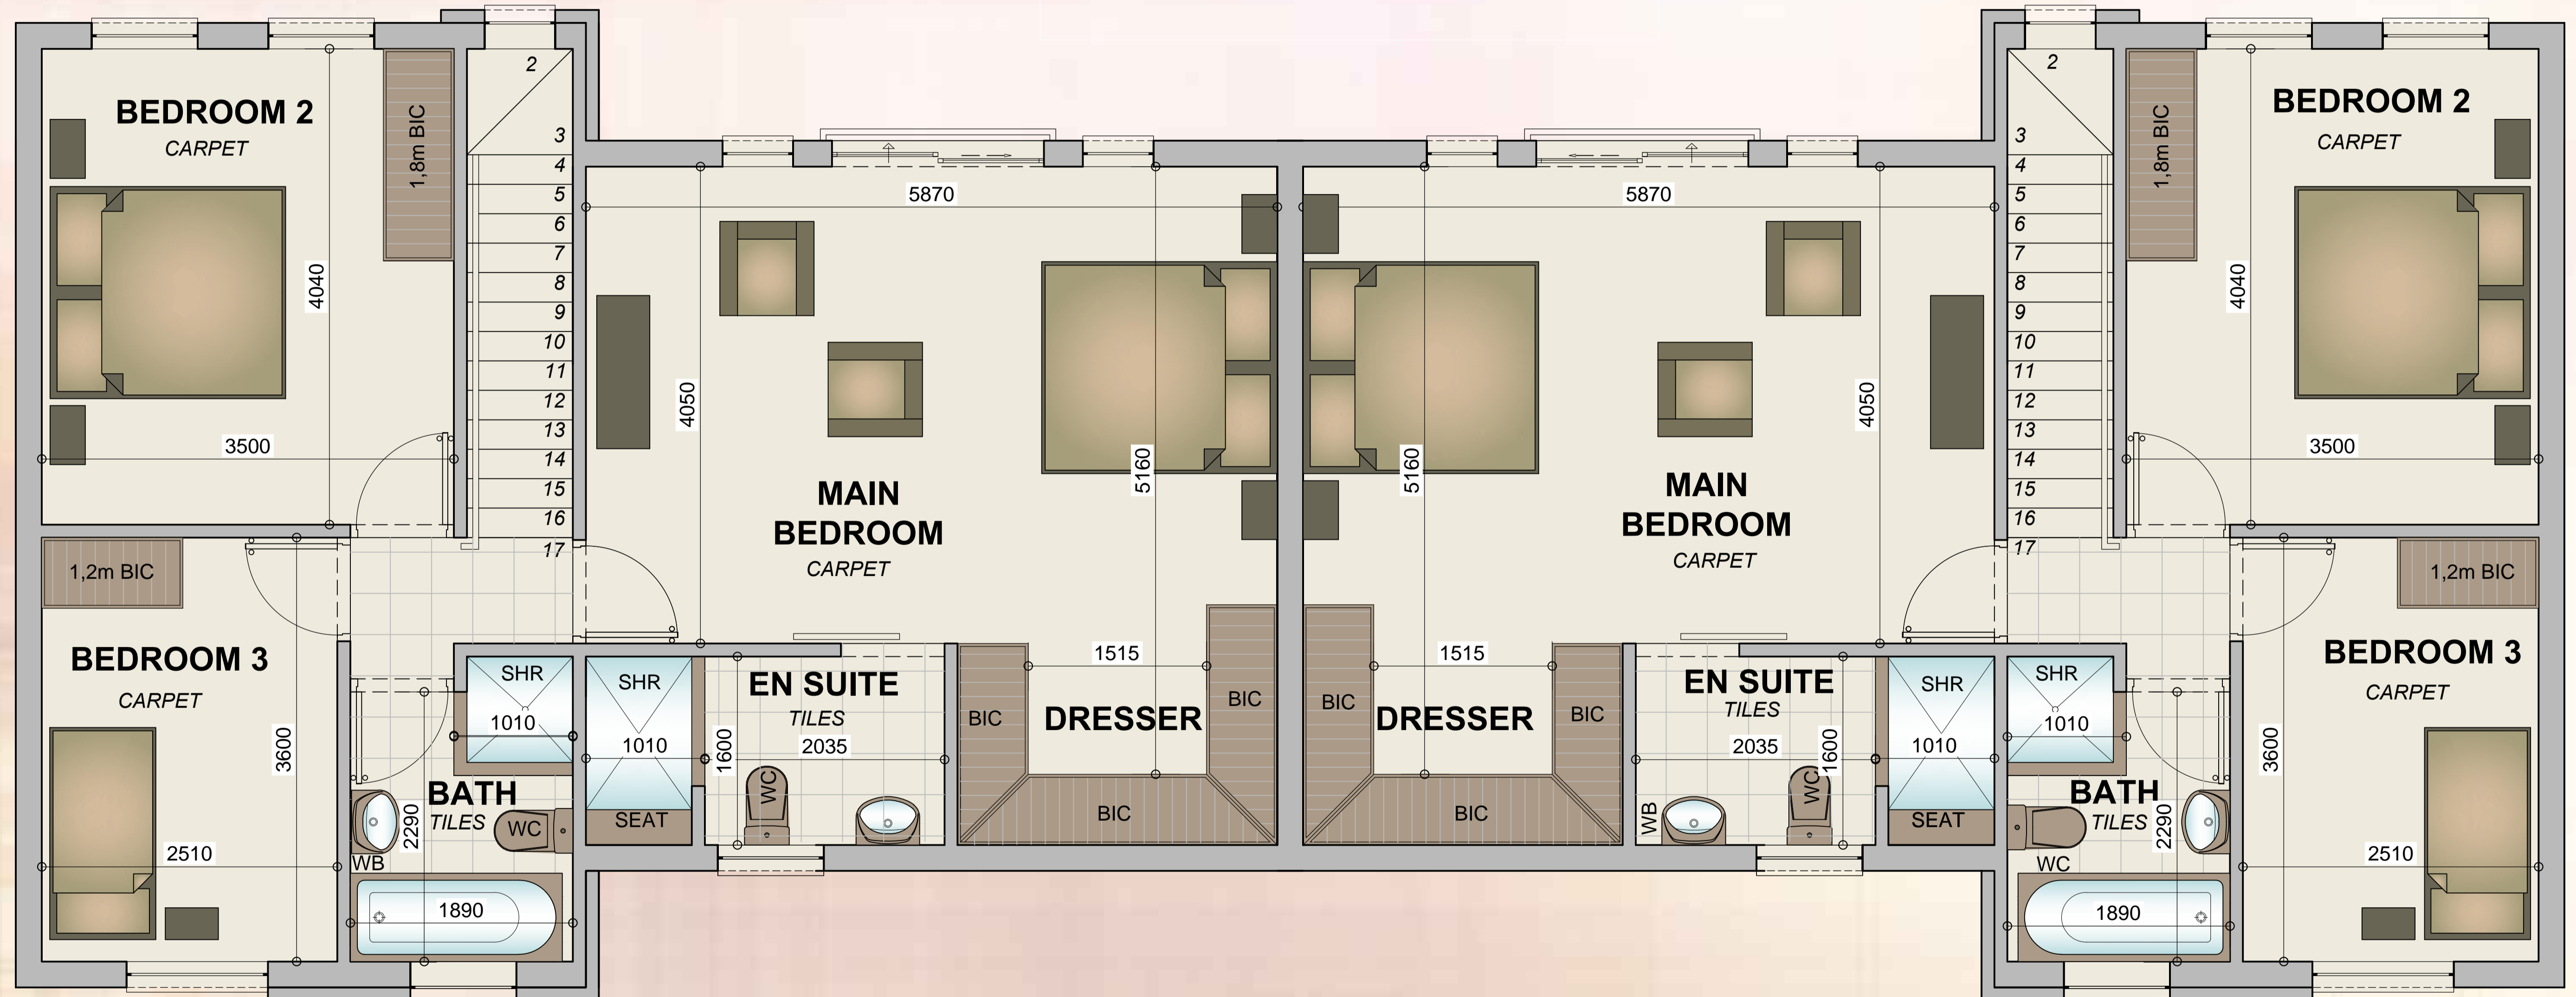 BEDROOM 2
CARPET
1,8m BIC
4040
3500
2
3
4
5
6
7
8
9
10
11
12
13
14
15
16
17
1,2m BIC
BEDROOM 3
CARPET
3600
2510
SHR
1010
BATH
TILES
WC
WB
2290
1890
5870
4050
5160
MAIN
BEDROOM
CARPET
SHR
1010
SEAT
EN SUITE
TILES
1600
2035
WC
1515
BIC
BIC
DRESSER
BIC
5870
4050
5160
MAIN
BEDROOM
CARPET
1515
BIC
BIC
DRESSER
BIC
EN SUITE
TILES
2035
1600
WB
WC
SHR
1010
SEAT
2
3
4
5
6
7
8
9
10
11
12
13
14
15
16
17
1,8m BIC
BEDROOM 2
CARPET
4040
3500
SHR
1010
BATH
TILES
2290
WC
1890
1,2m BIC
BEDROOM 3
CARPET
3600
2510